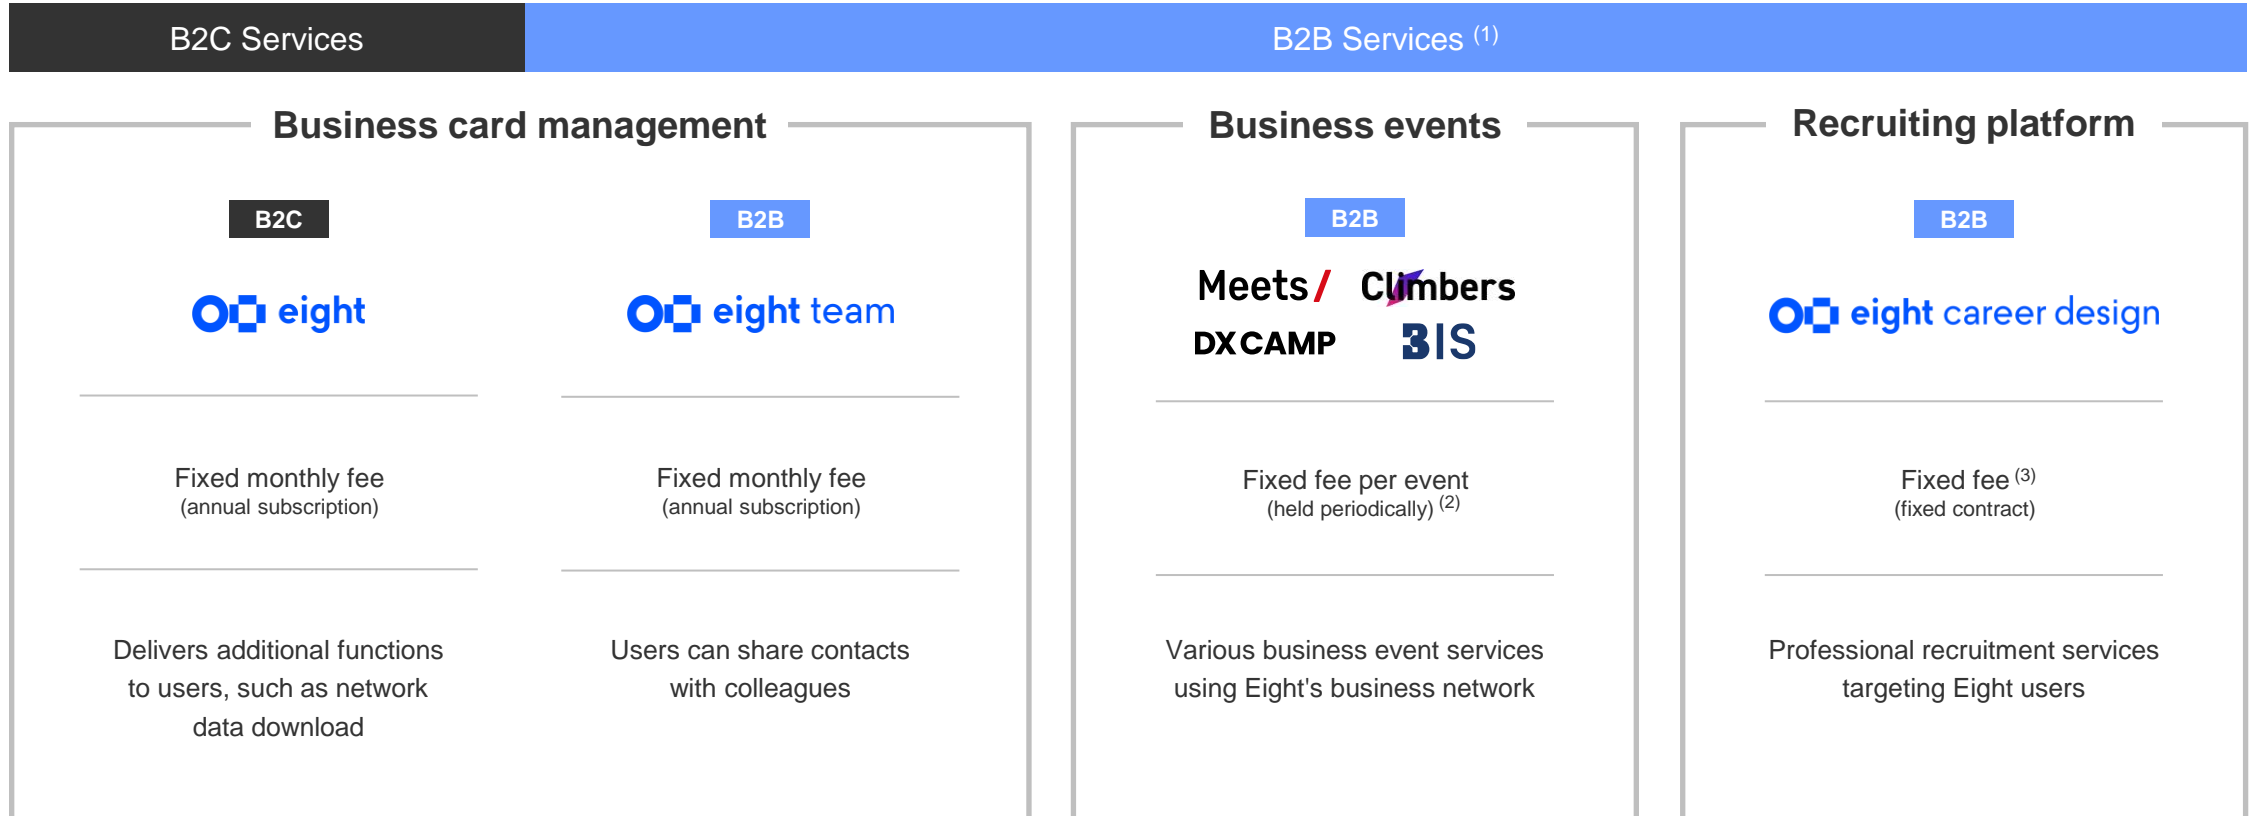 B2C Services
B2B Services (1)
Business card management
B2C
eight
Fixed monthly fee
(annual subscription)
Delivers additional functions
to users, such as network
data download
B2B
eight team
Fixed monthly fee
(annual subscription)
Users can share contacts
with colleagues
Business events
B2B
Meets/ Climbers
DX CAMP BIS
Fixed fee per event
(held periodically) (2)
Various business event services
using Eight's business network
Recruiting platform
B2B
eight career design
Fixed fee (3)
(fixed contract)
Professional recruitment services
targeting Eight users